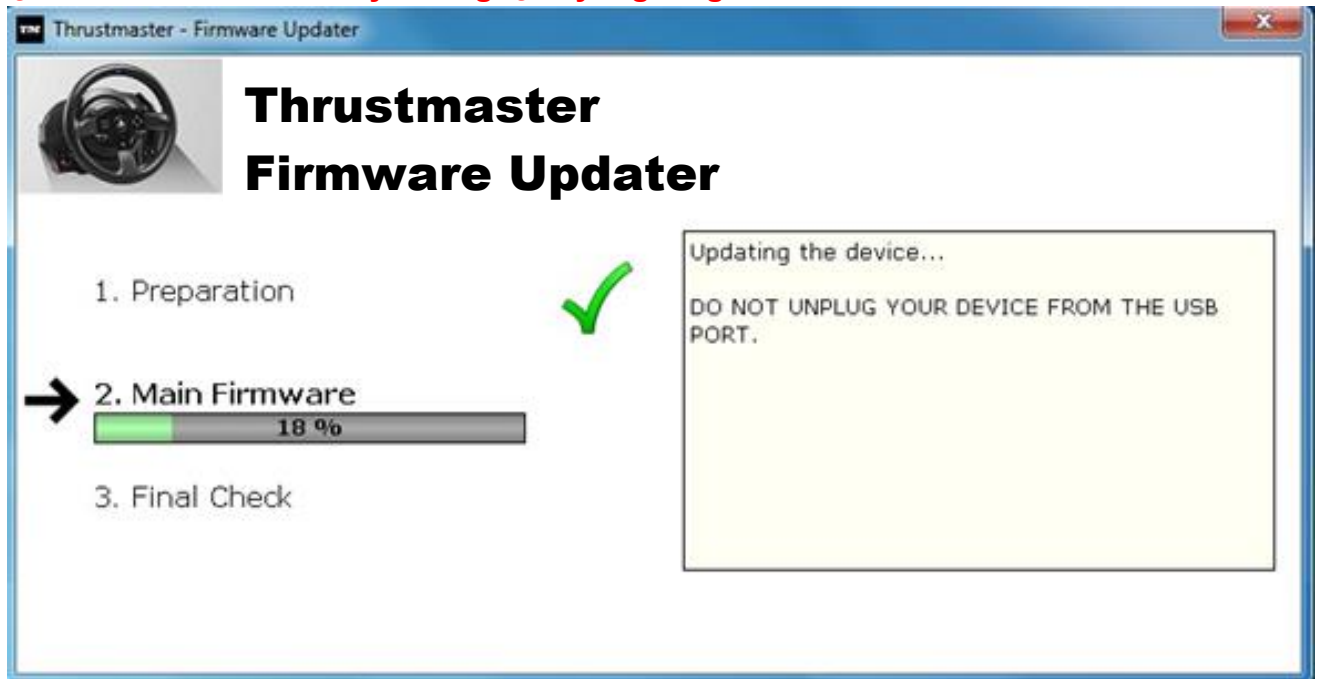 Thrustmaster - Firmware Updater
Thrustmaster
Firmware Updater
1. Preparation
2. Main Firmware
18 %
3. Final Check
Updating the device...
DO NOT UNPLUG YOUR DEVICE FROM THE USB
PORT.